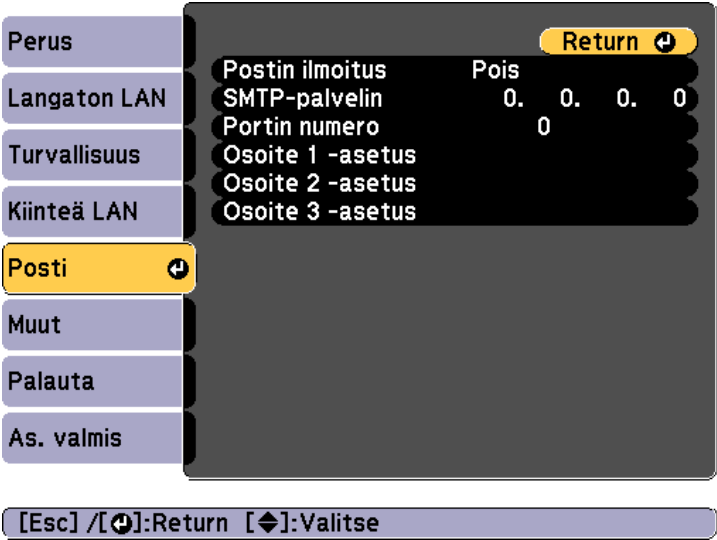 Perus
Langaton LAN
Turvallisuus
Kiinteä LAN
Posti
Muut
Palauta
As. valmis
Return
Postin ilmoitus Pois
SMTP-palvelin 0. 0. 0. 0
Portin numero 0
Osoite 1 -asetus
Osoite 2 -asetus
Osoite 3 -asetus
[Esc] /[⏎]:Return [◆]:Valitse